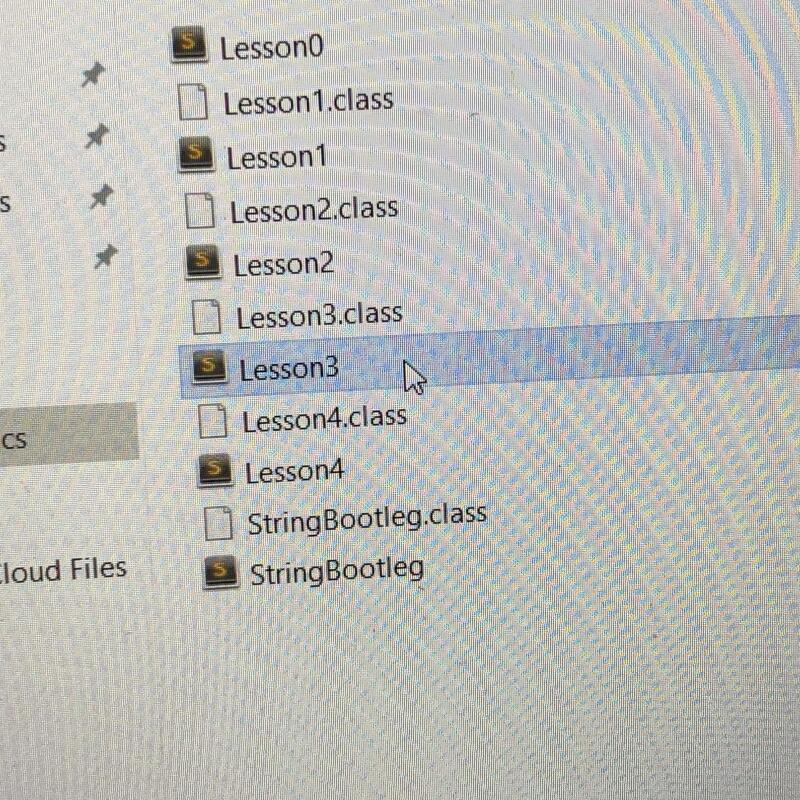 Lesson0
Lesson1.class
Lesson1
Lesson2.class
Lesson2
Lesson3.class
Lesson3
Lesson4.class
Lesson4
StringBootleg.class
StringBootleg
s
s
cs
Cloud Files